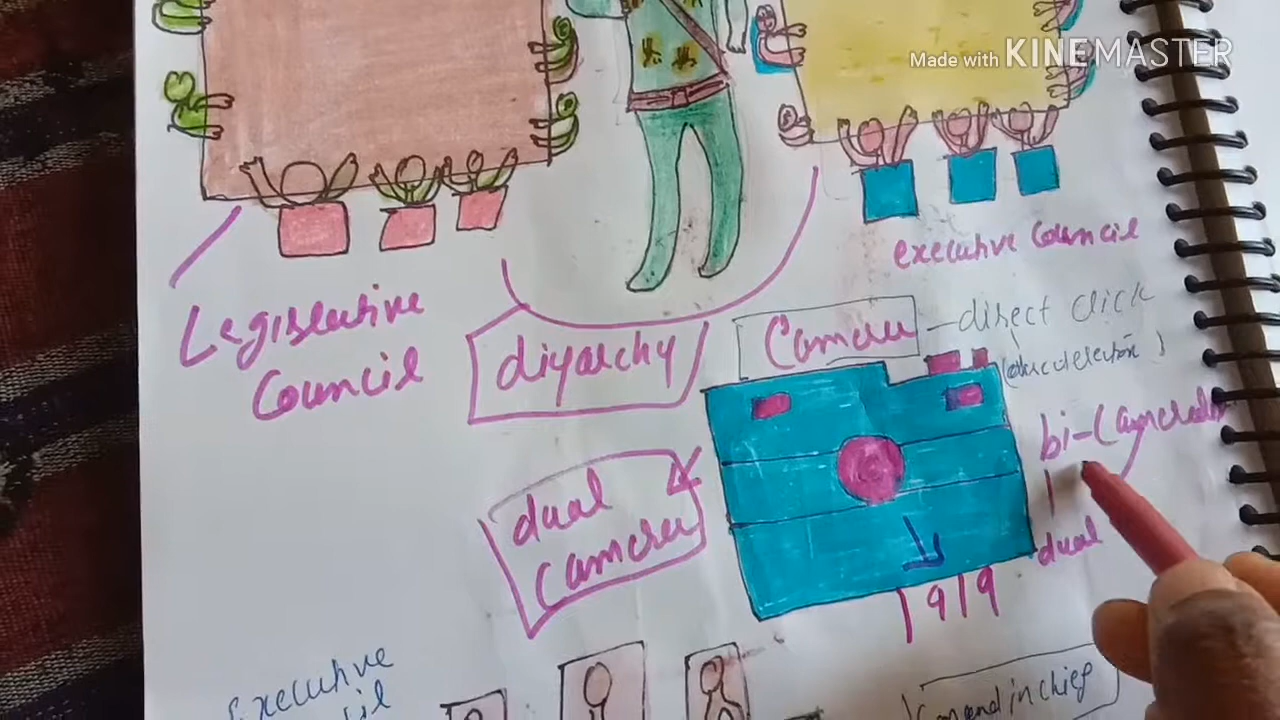 Made with KINEMASTER
executive Council
Legislative
Council
diyarchy
Camera
direct click
bi-Cameral
dual
camera
dual
1919
Executive
Command in chief